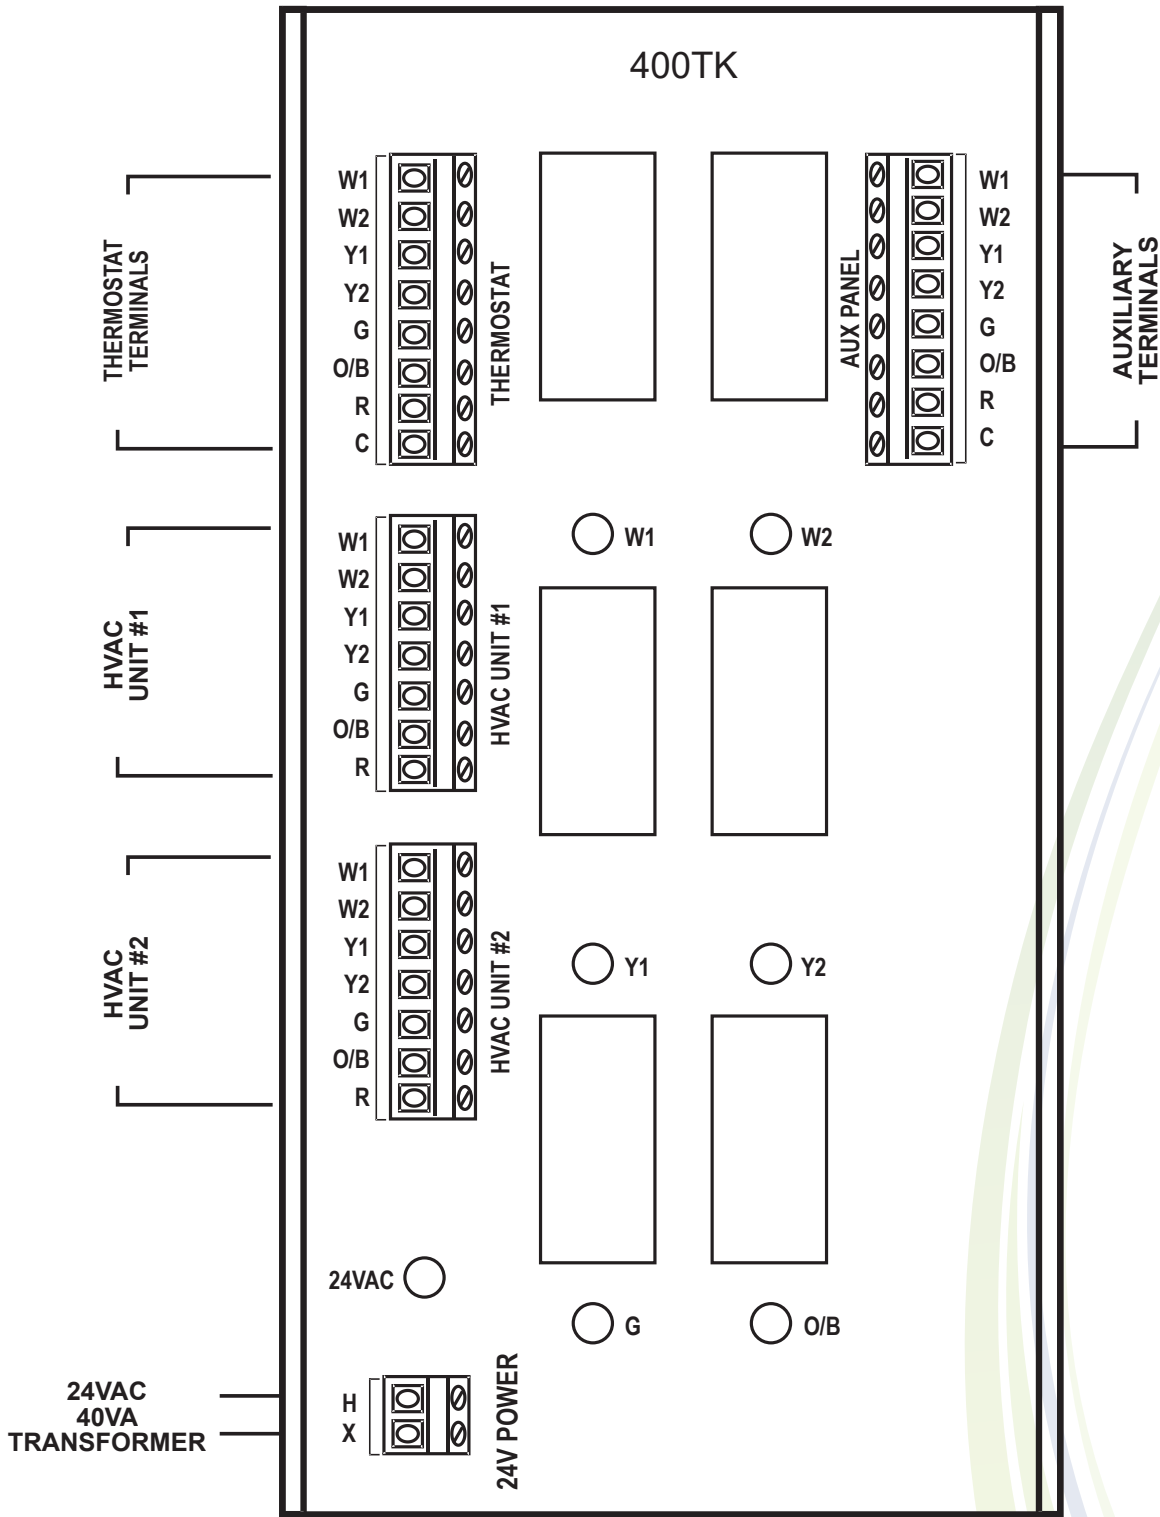 400TK
THERMOSTAT
TERMINALS
W1
W2
Y1
Y2
G
O/B
R
C
THERMOSTAT
AUX PANEL
W1
W2
Y1
Y2
G
O/B
R
C
AUXILIARY
TERMINALS
HVAC
UNIT #1
W1
W2
Y1
Y2
G
O/B
R
HVAC UNIT #1
W1
W2
HVAC
UNIT #2
W1
W2
Y1
Y2
G
O/B
R
HVAC UNIT #2
Y1
Y2
24VAC
G
O/B
24VAC
40VA
TRANSFORMER
H
X
24V POWER